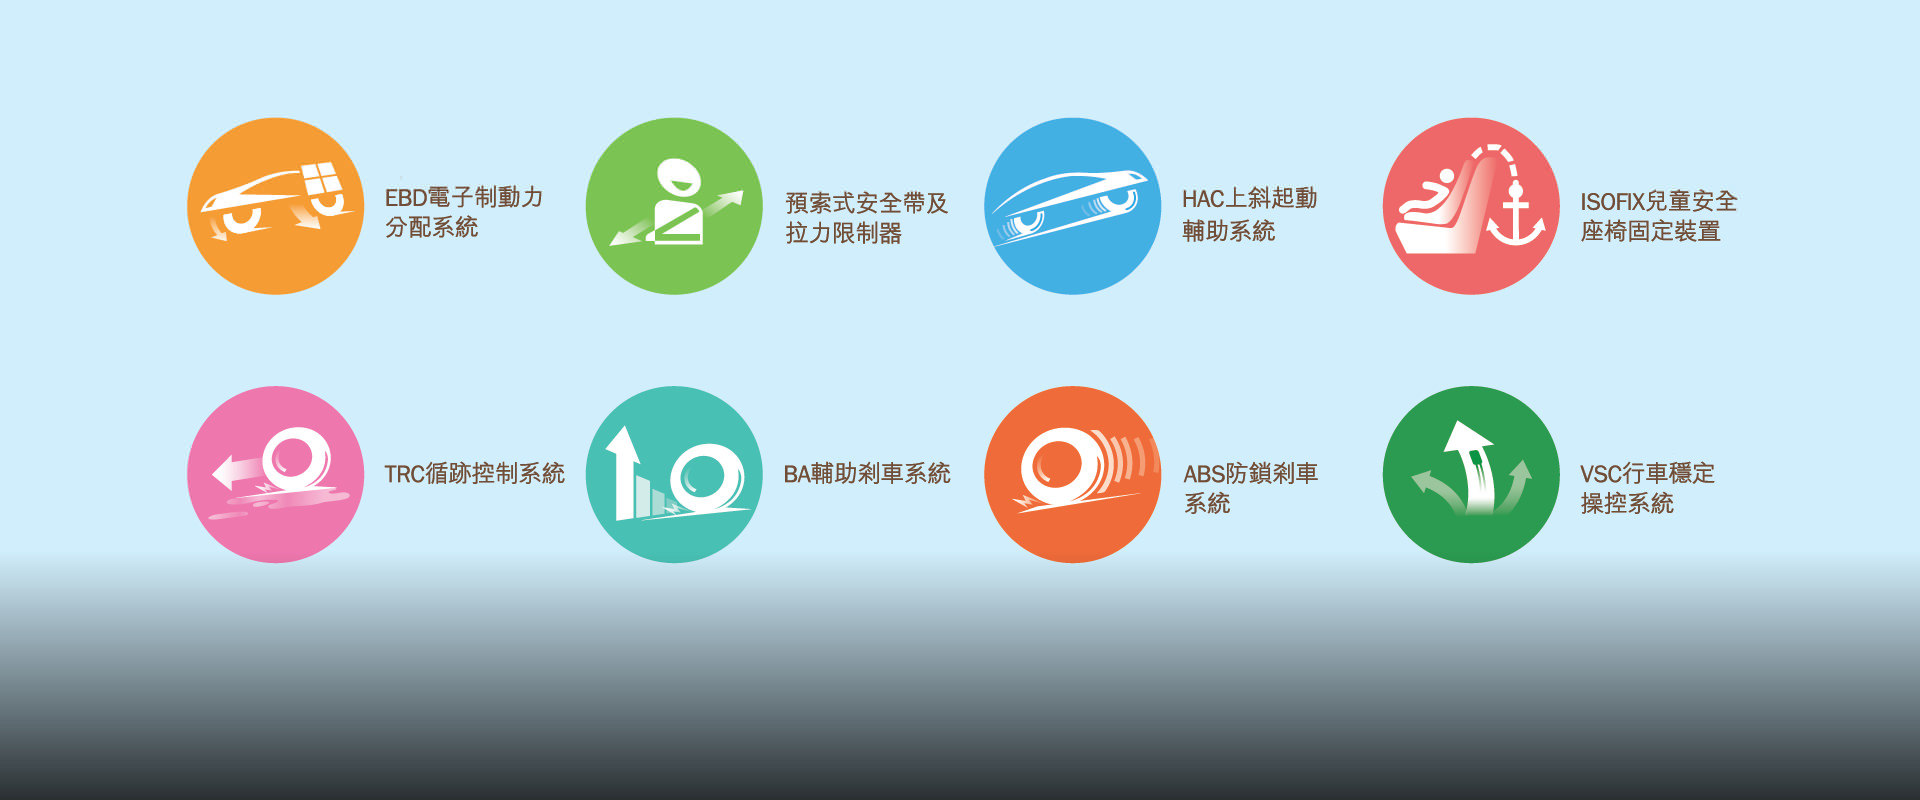 EBD電子制動力
分配系統
預索式安全帶及
拉力限制器
HAC上斜起動
輔助系統
ISOFIX兒童安全
座椅固定裝置
TRC循跡控制系統
BA輔助剎車系統
ABS防鎖剎車
系統
VSC行車穩定
操控系統